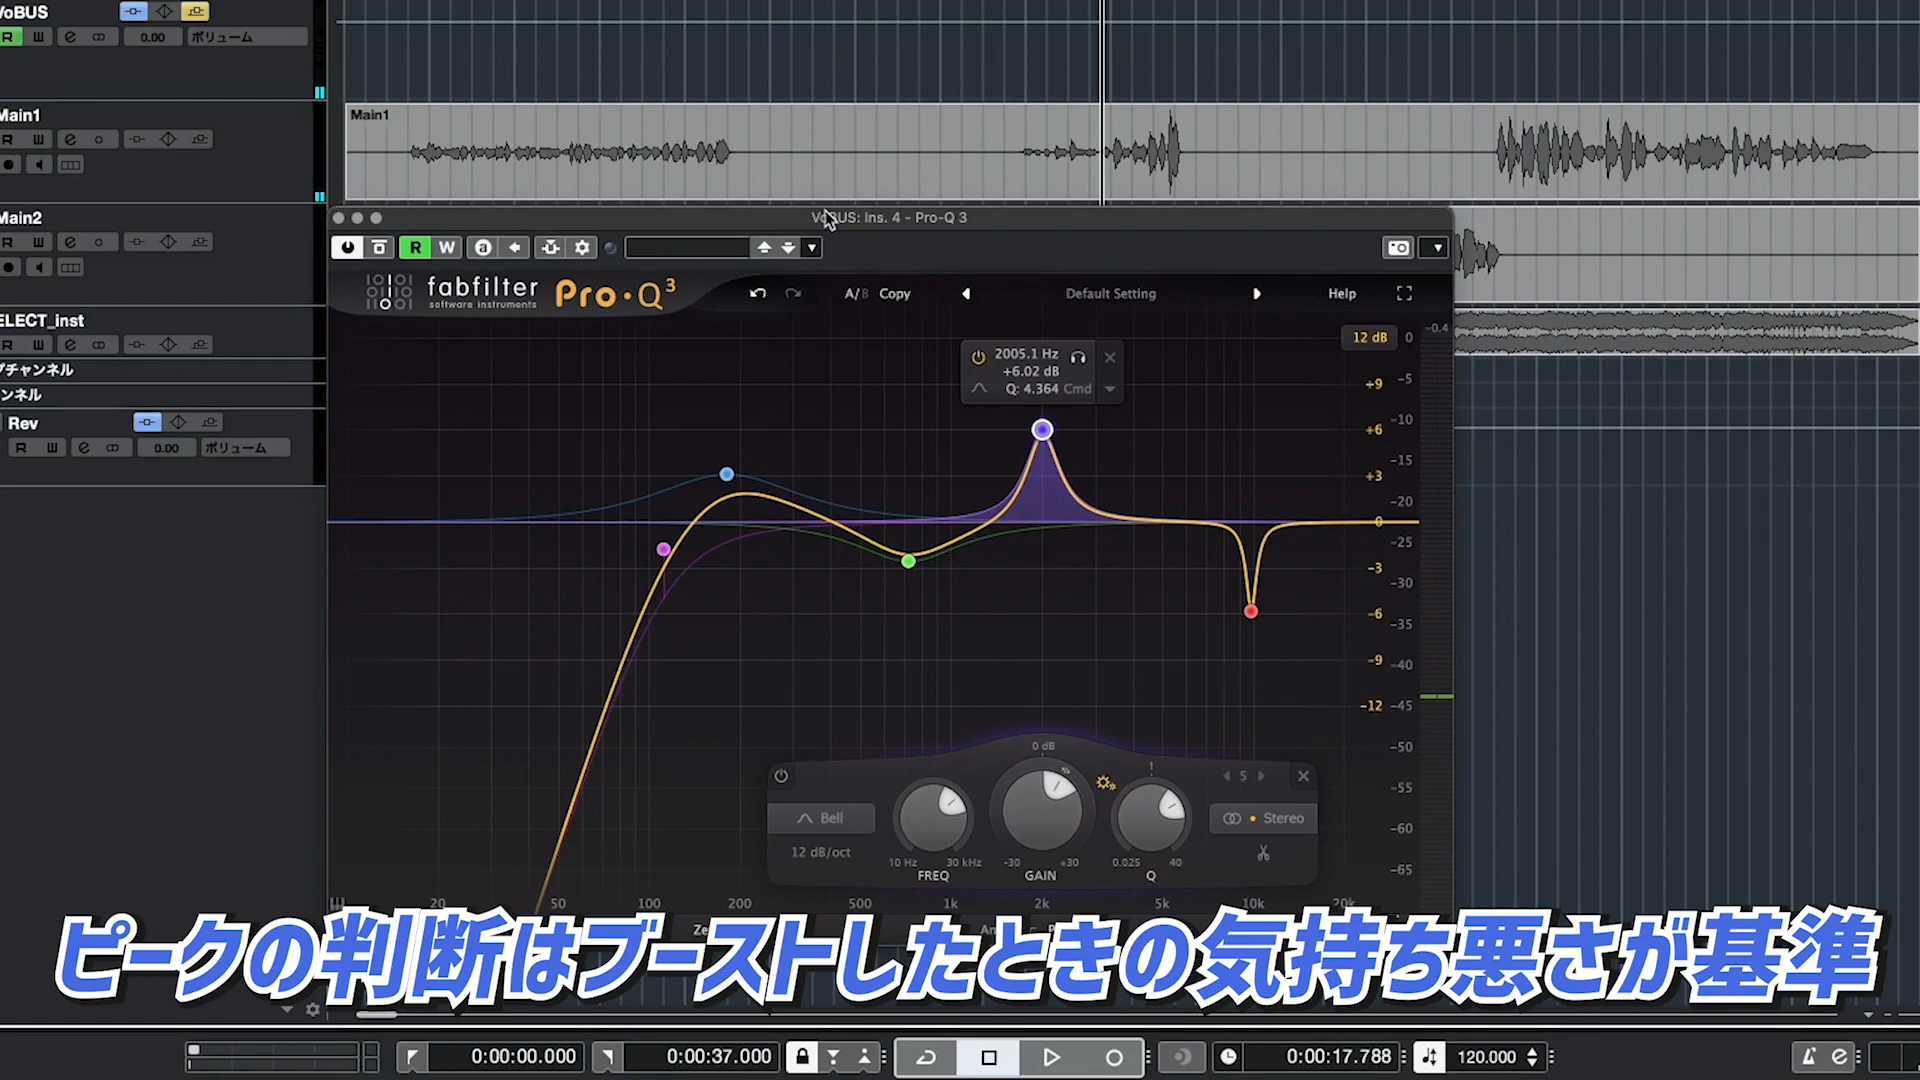 VoBUS
R W e 0.00 ボリューム
Main1
R W e
Main1
Main2
R W e
VoBUS: Ins. 4 - Pro-Q 3
R W a
fabfilter
software instruments
Pro·Q3
A/B Copy
Default Setting
Help
ELECT_inst
R W e
プチャンネル
ンネル
Rev
R W e 0.00 ボリューム
2005.1 Hz
+6.02 dB
Q: 4.364 Cmd
12 dB 0 -0.4
+9 -5
-10
+6
-15
+3
-20
0
-25
-3
-30
-6
-35
-9
-40
-12 -45
-50
-55
-60
-65
0 dB
1
5
Bell
Stereo
12 dB/oct
10 Hz 30 kHz
-30 +30
0.025 40
FREQ
GAIN
Q
20 50 100 200 500 1k 2k 5k 10k 20k
Ze
An
ピークの判断はブーストしたときの気持ち悪さが基準
0:00:00.000
0:00:37.000
0:00:17.788
120.000